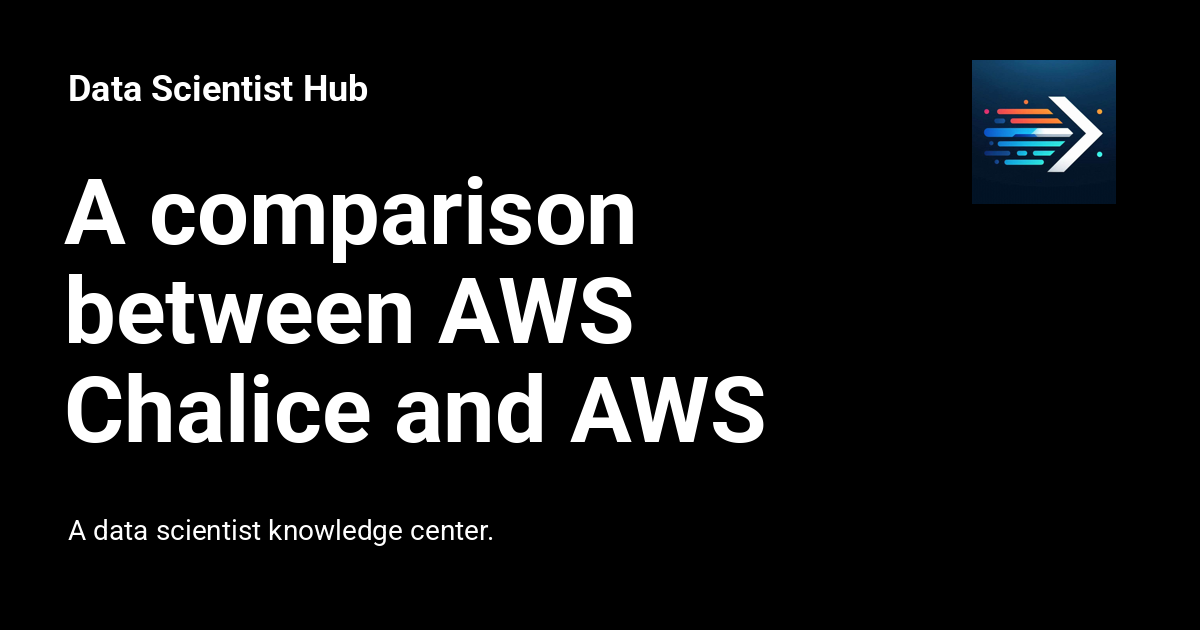 Data Scientist Hub
A comparison
between AWS
Chalice and AWS
A data scientist knowledge center.